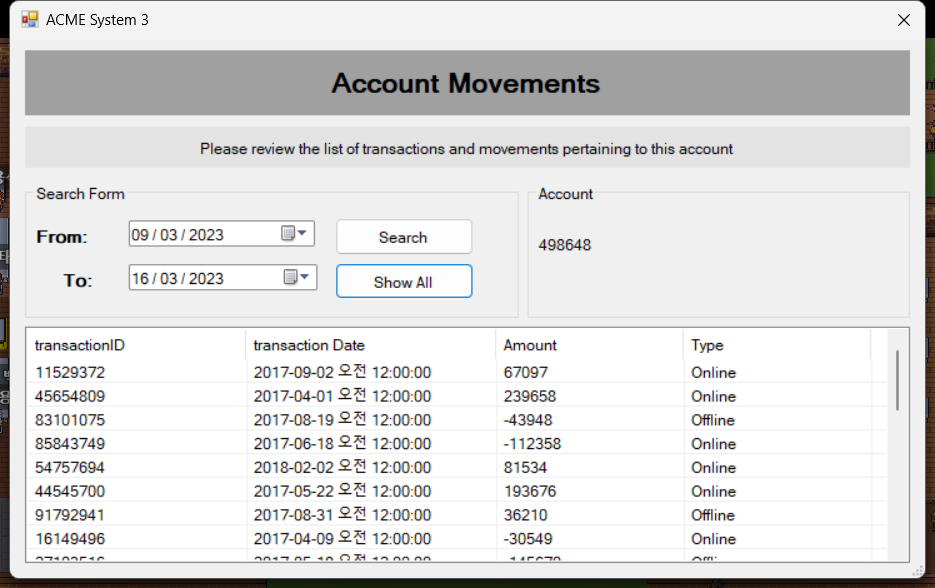 ACME System 3
Account Movements
Please review the list of transactions and movements pertaining to this account
Search Form
From: 09 / 03 / 2023 Search
To: 16 / 03 / 2023 Show All
Account
498648
transactionID transaction Date Amount Type
11529372 2017-09-02 오전 12:00:00 67097 Online
45654809 2017-04-01 오전 12:00:00 239658 Online
83101075 2017-08-19 오전 12:00:00 -43948 Offline
85843749 2017-06-18 오전 12:00:00 -112358 Online
54757694 2018-02-02 오전 12:00:00 81534 Online
44545700 2017-05-22 오전 12:00:00 193676 Online
91792941 2017-08-31 오전 12:00:00 36210 Offline
16149496 2017-04-09 오전 12:00:00 -30549 Online